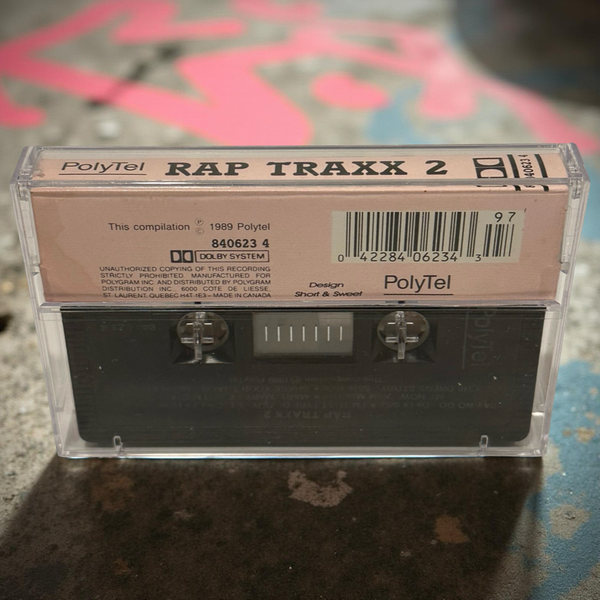 PolyTel RAP TRAXX 2
840623 4
This compilation ℗ © 1989 Polytel
840623 4
DOLBY SYSTEM
UNAUTHORIZED COPYING OF THIS RECORDING
STRICTLY PROHIBITED. MANUFACTURED FOR
POLYGRAM INC. AND DISTRIBUTED BY POLYGRAM
DISTRIBUTION INC. 6000 COTE DE LIESSE,
ST. LAURENT, QUEBEC H4T 1E3 - MADE IN CANADA
Design
Short & Sweet
97
0 42284 06234 3
PolyTel
PolyTel
RAP TRAXX 2